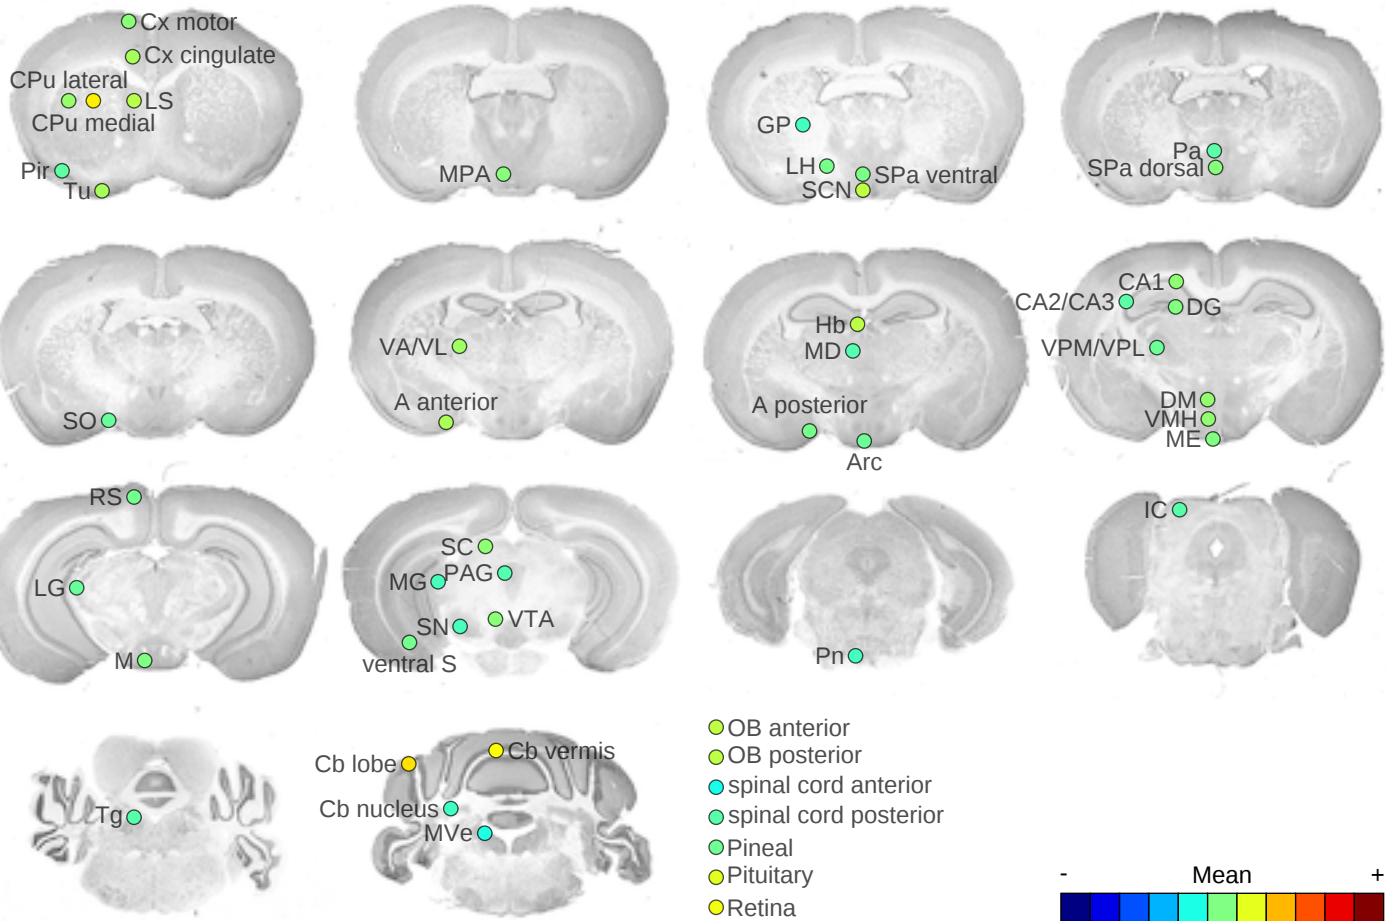 Cx motor
Cx cingulate
CPu lateral
LS
CPu medial
Pir
Tu
MPA
GP
LH
SPa ventral
SCN
Pa
SPa dorsal
SO
VA/VL
A anterior
Hb
MD
A posterior
Arc
CA1
CA2/CA3
DG
VPM/VPL
DM
VMH
ME
RS
LG
M
SC
MG PAG
SN VTA
ventral S
Pn
IC
Tg
Cb lobe Cb vermis
Cb nucleus
MVe
OB anterior
OB posterior
spinal cord anterior
spinal cord posterior
Pineal
Pituitary
Retina
- Mean +